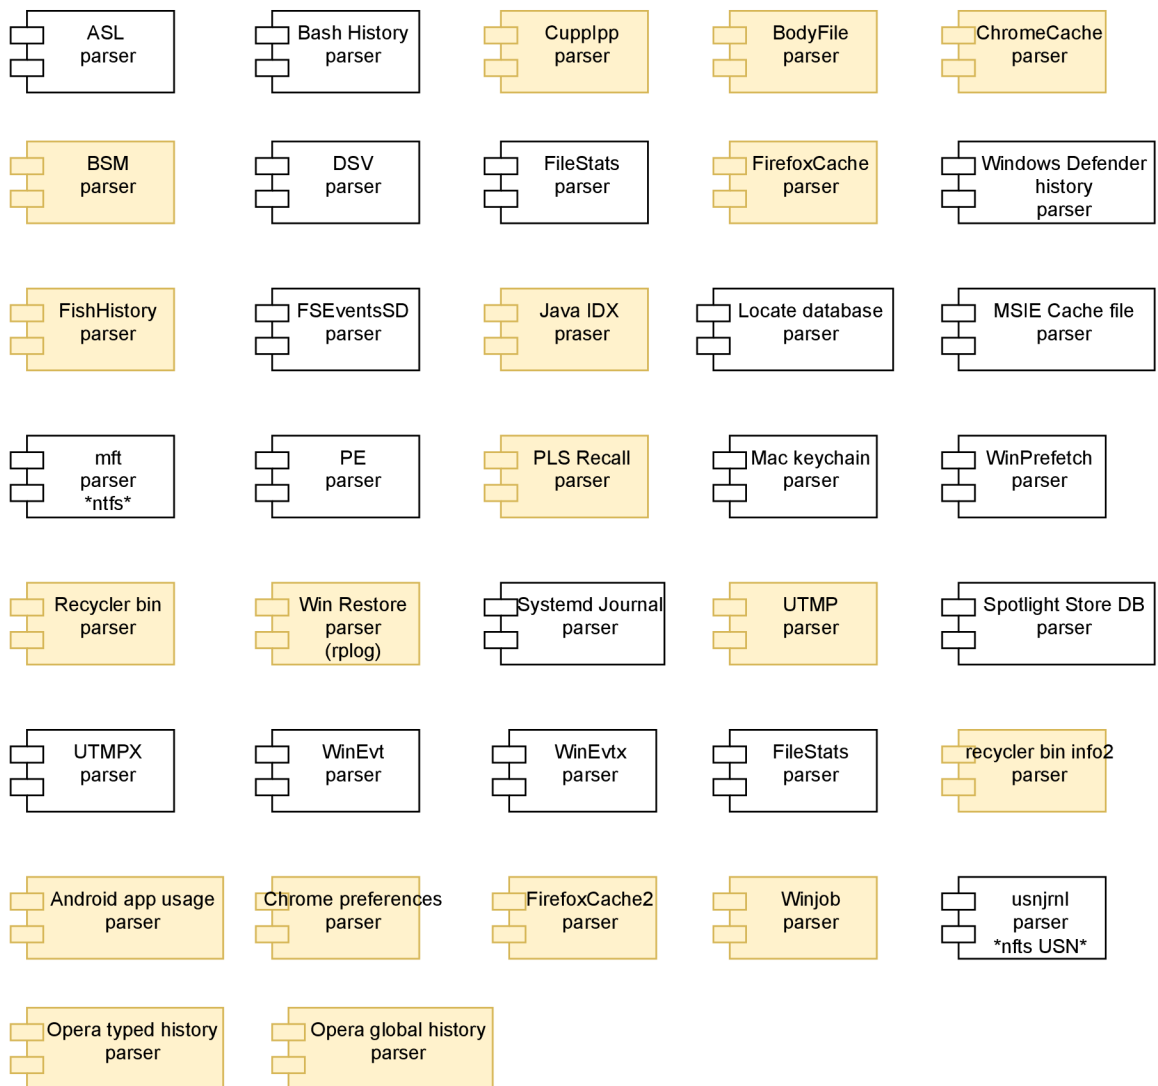 ASL
parser
Bash History
parser
CuppIpp
parser
BodyFile
parser
ChromeCache
parser
BSM
parser
DSV
parser
FileStats
parser
FirefoxCache
parser
Windows Defender
history
parser
FishHistory
parser
FSEventsSD
parser
Java IDX
praser
Locate database
parser
MSIE Cache file
parser
mft
parser
*ntfs*
PE
parser
PLS Recall
parser
Mac keychain
parser
WinPrefetch
parser
Recycler bin
parser
Win Restore
parser
(rplog)
Systemd Journal
parser
UTMP
parser
Spotlight Store DB
parser
UTMPX
parser
WinEvt
parser
WinEvtx
parser
FileStats
parser
recycler bin info2
parser
Android app usage
parser
Chrome preferences
parser
FirefoxCache2
parser
Winjob
parser
usnjrnl
parser
*nfts USN*
Opera typed history
parser
Opera global history
parser